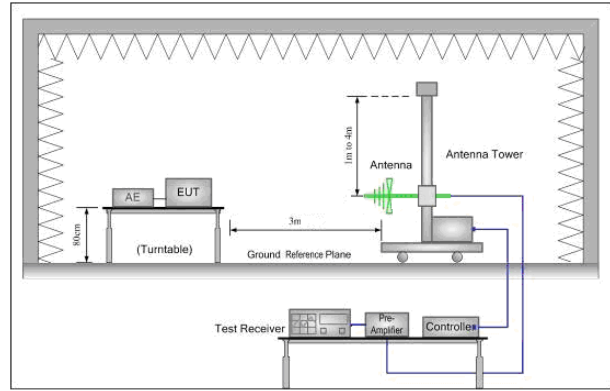 1m to 4m
Antenna
Antenna Tower
AE
EUT
80cm
(Turntable)
3m
Ground Reference Plane
Test Receiver
Pre-
Amplifier
Controller